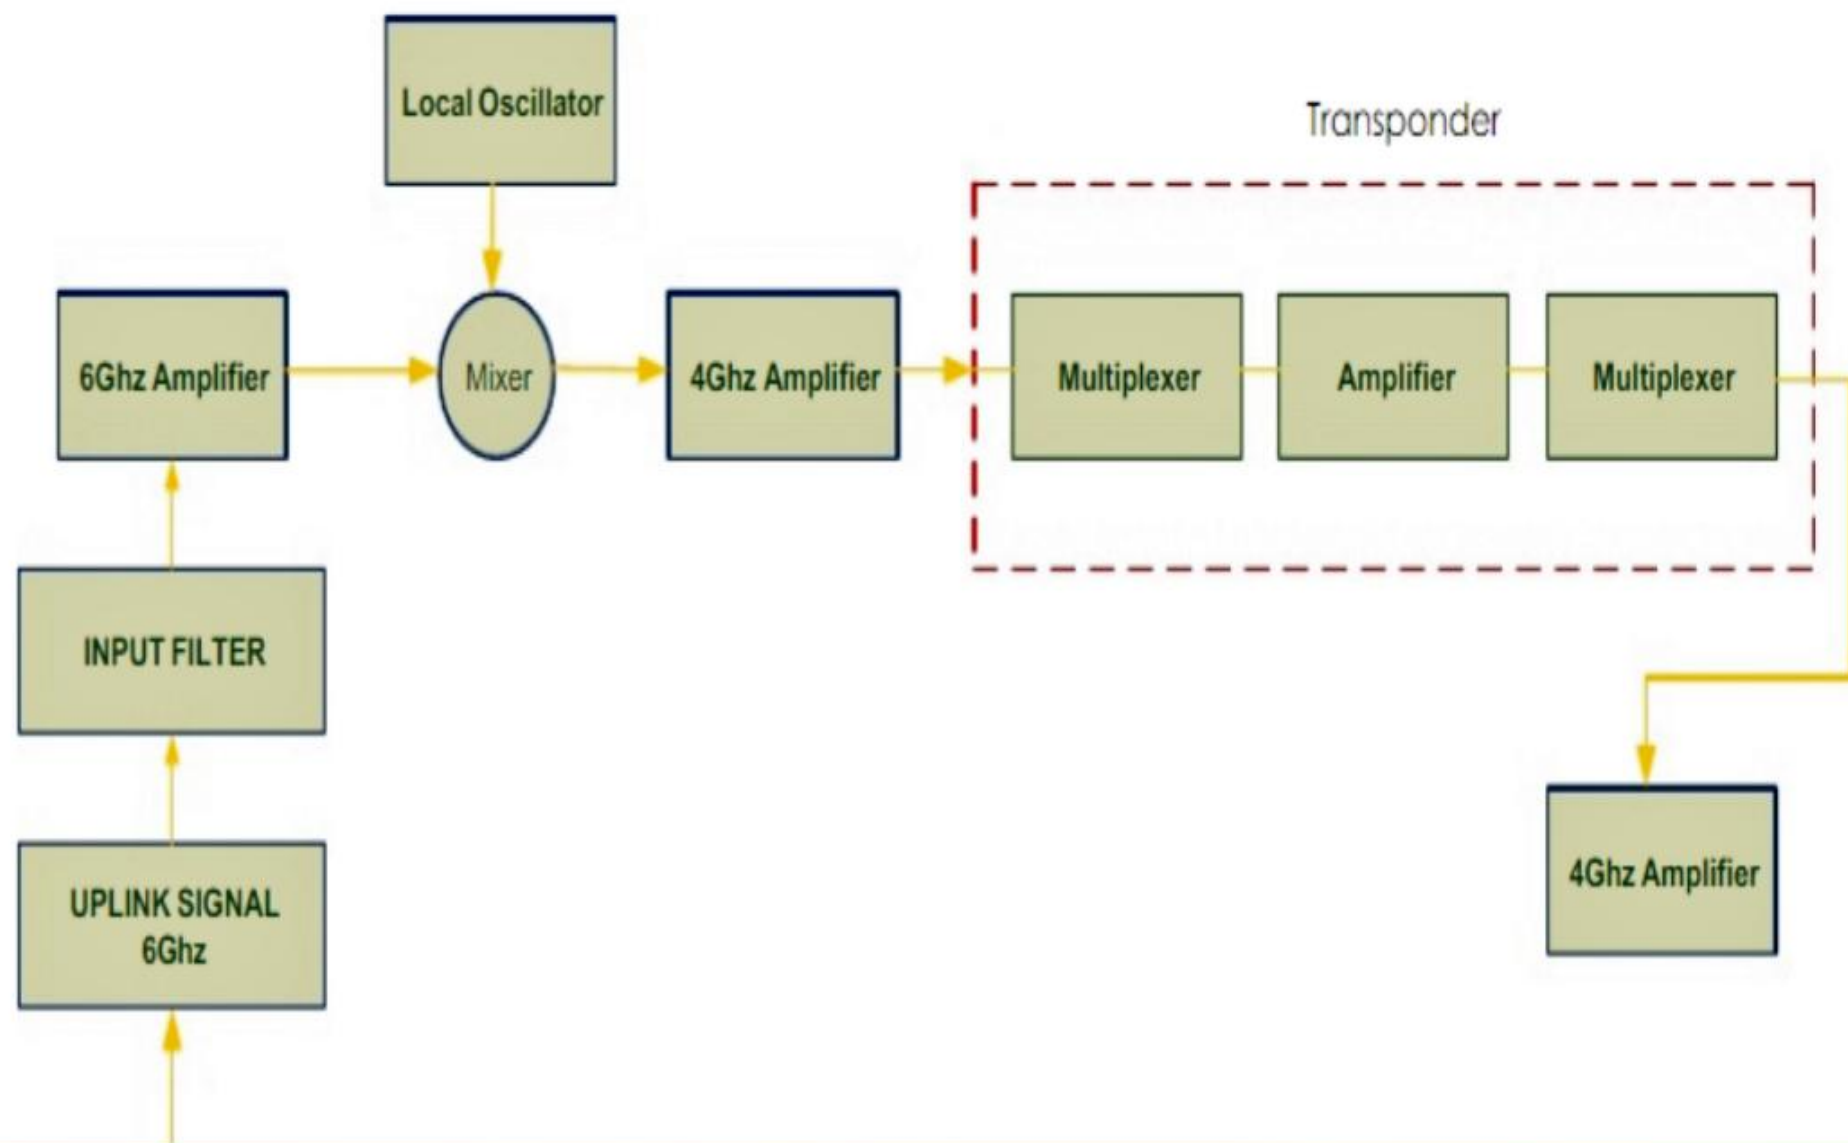 Local Oscillator
Transponder
6Ghz Amplifier
Mixer
4Ghz Amplifier
Multiplexer
Amplifier
Multiplexer
INPUT FILTER
UPLINK SIGNAL
6Ghz
4Ghz Amplifier